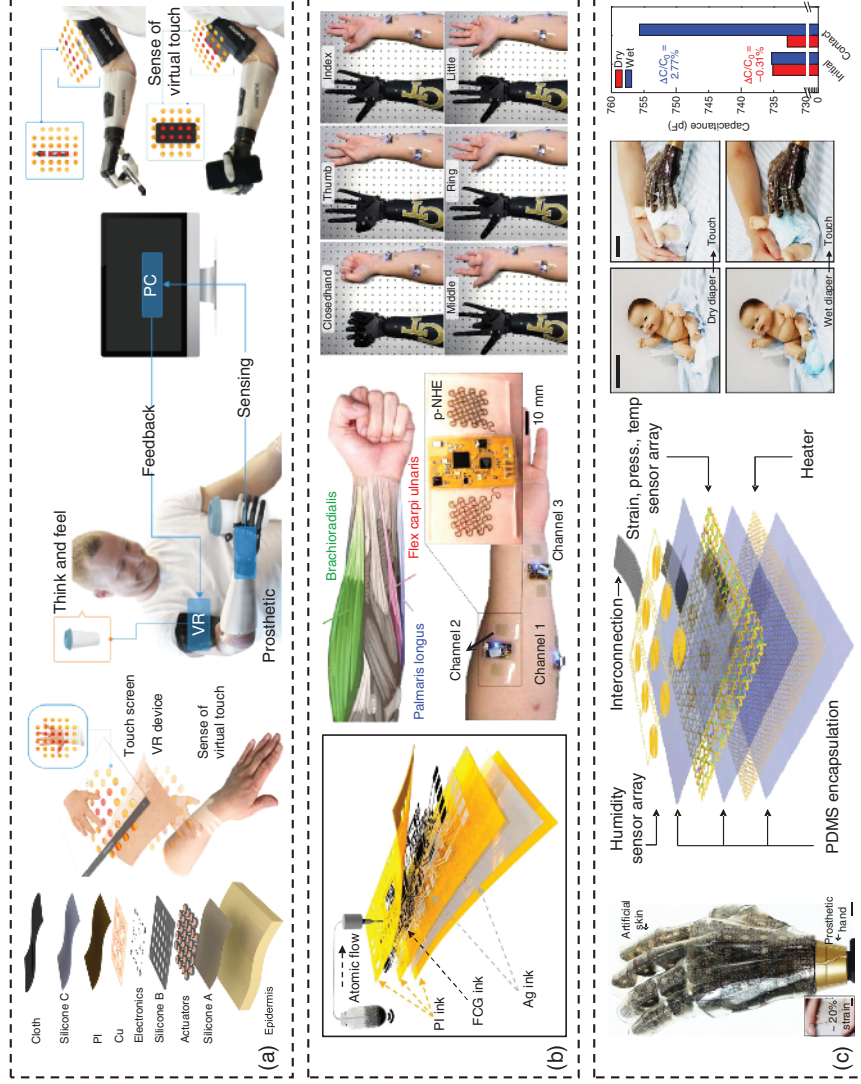 Cloth
Silicone C
PI
Cu
Electronics
Silicone B
Actuators
Silicone A
Epidermis
Touch screen
VR device
Sense of
virtual touch
Think and feel
VR
Prosthetic
Feedback
PC
Sensing
Sense of
virtual touch
(a)
Atomic flow
PI ink
FCG ink
Ag ink
Brachioradialis
Palmaris longus
Flex carpi ulnaris
Channel 2
Channel 1
Channel 3
p-NHE
10 mm
Closedhand
Thumb
Index
Middle
Ring
Little
(b)
Artificial
skin
Prosthetic
hand
~ 20%
strain
Humidity
sensor array
Interconnection
Strain, press., temp
sensor array
PDMS encapsulation
Heater
Dry diaper
Touch
Wet diaper
Touch
Capacitance (pF)
760
755
750
745
740
735
730
0
Dry
Wet
ΔC/C0 =
2.77%
ΔC/C0 =
–0.31%
Initial
Contact
(c)